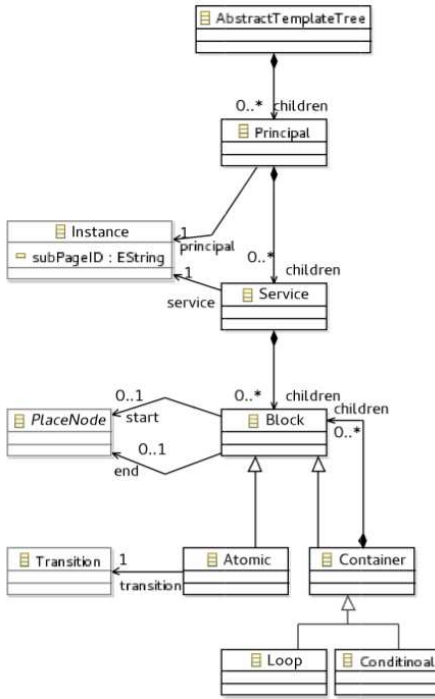 AbstractTemplateTree
0..* children
Principal
Instance
1
principal
subPageID : EString
0..*
1
children
service
Service
0..1
0..* children
children
PlaceNode
start
Block
0..*
0..1
end
Transition
1
Atomic
Container
transition
Loop
Conditinoal